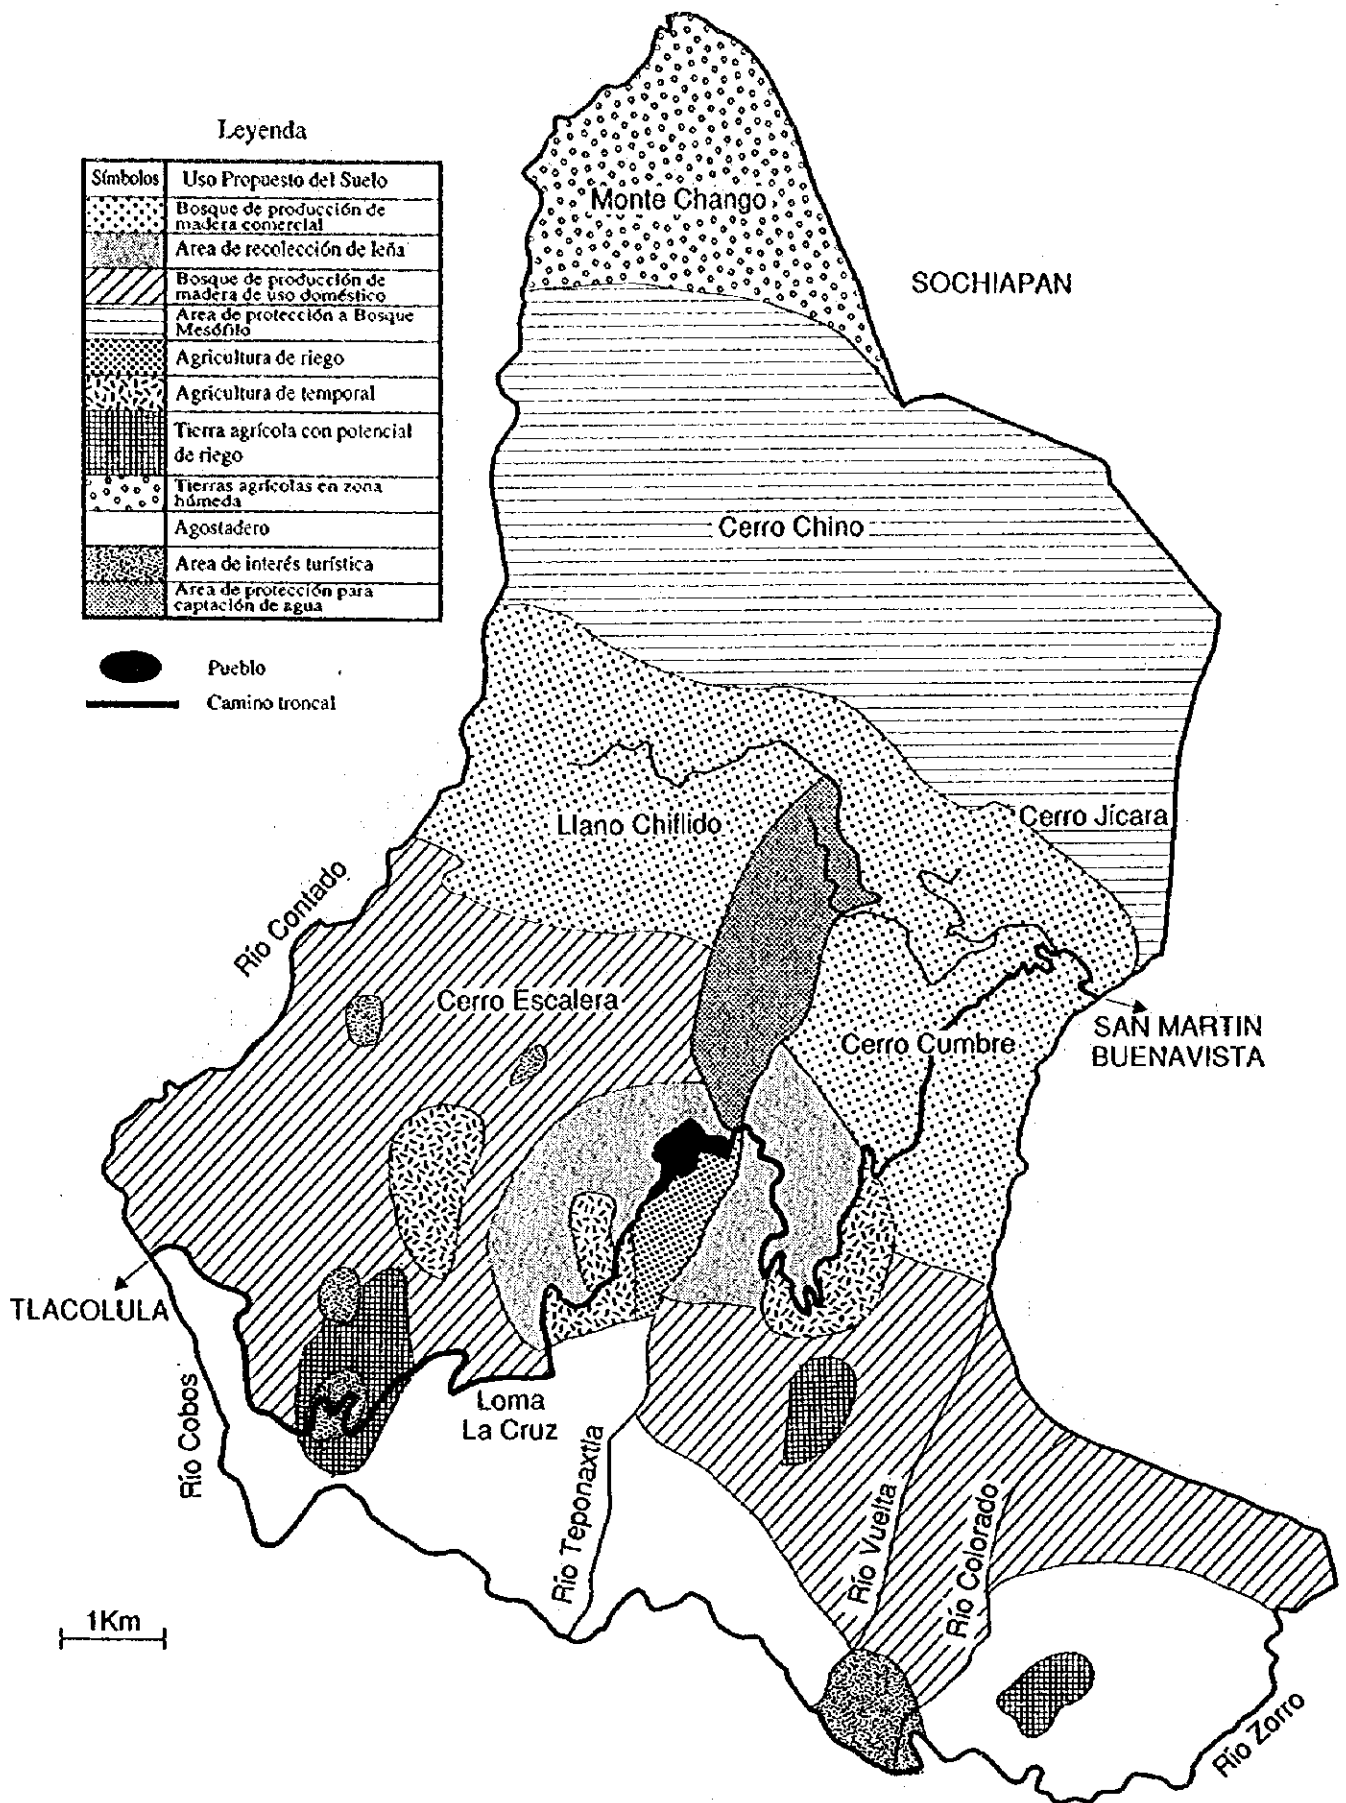 Leyenda
Símbolos
Uso Propuesto del Suelo
Bosque de producción de
madera comercial
Area de recolección de leña
Bosque de producción de
madera de uso doméstico
Area de protección a Bosque
Mesófilo
Agricultura de riego
Agricultura de temporal
Tierra agrícola con potencial
de riego
Tierras agrícolas en zona
húmeda
Agostadero
Area de interés turística
Area de protección para
captación de agua
Pueblo
Camino troncal
Monte Chango
SOCHIAPAN
Cerro Chino
Llano Chiflido
Cerro Jícara
Río Contado
Cerro Escalera
Cerro Cumbre
SAN MARTIN
BUENAVISTA
TLACOLULA
Río Cobos
Loma
La Cruz
Río Teponaxtla
Río Vuelta
Río Colorado
1Km
Río Zorro